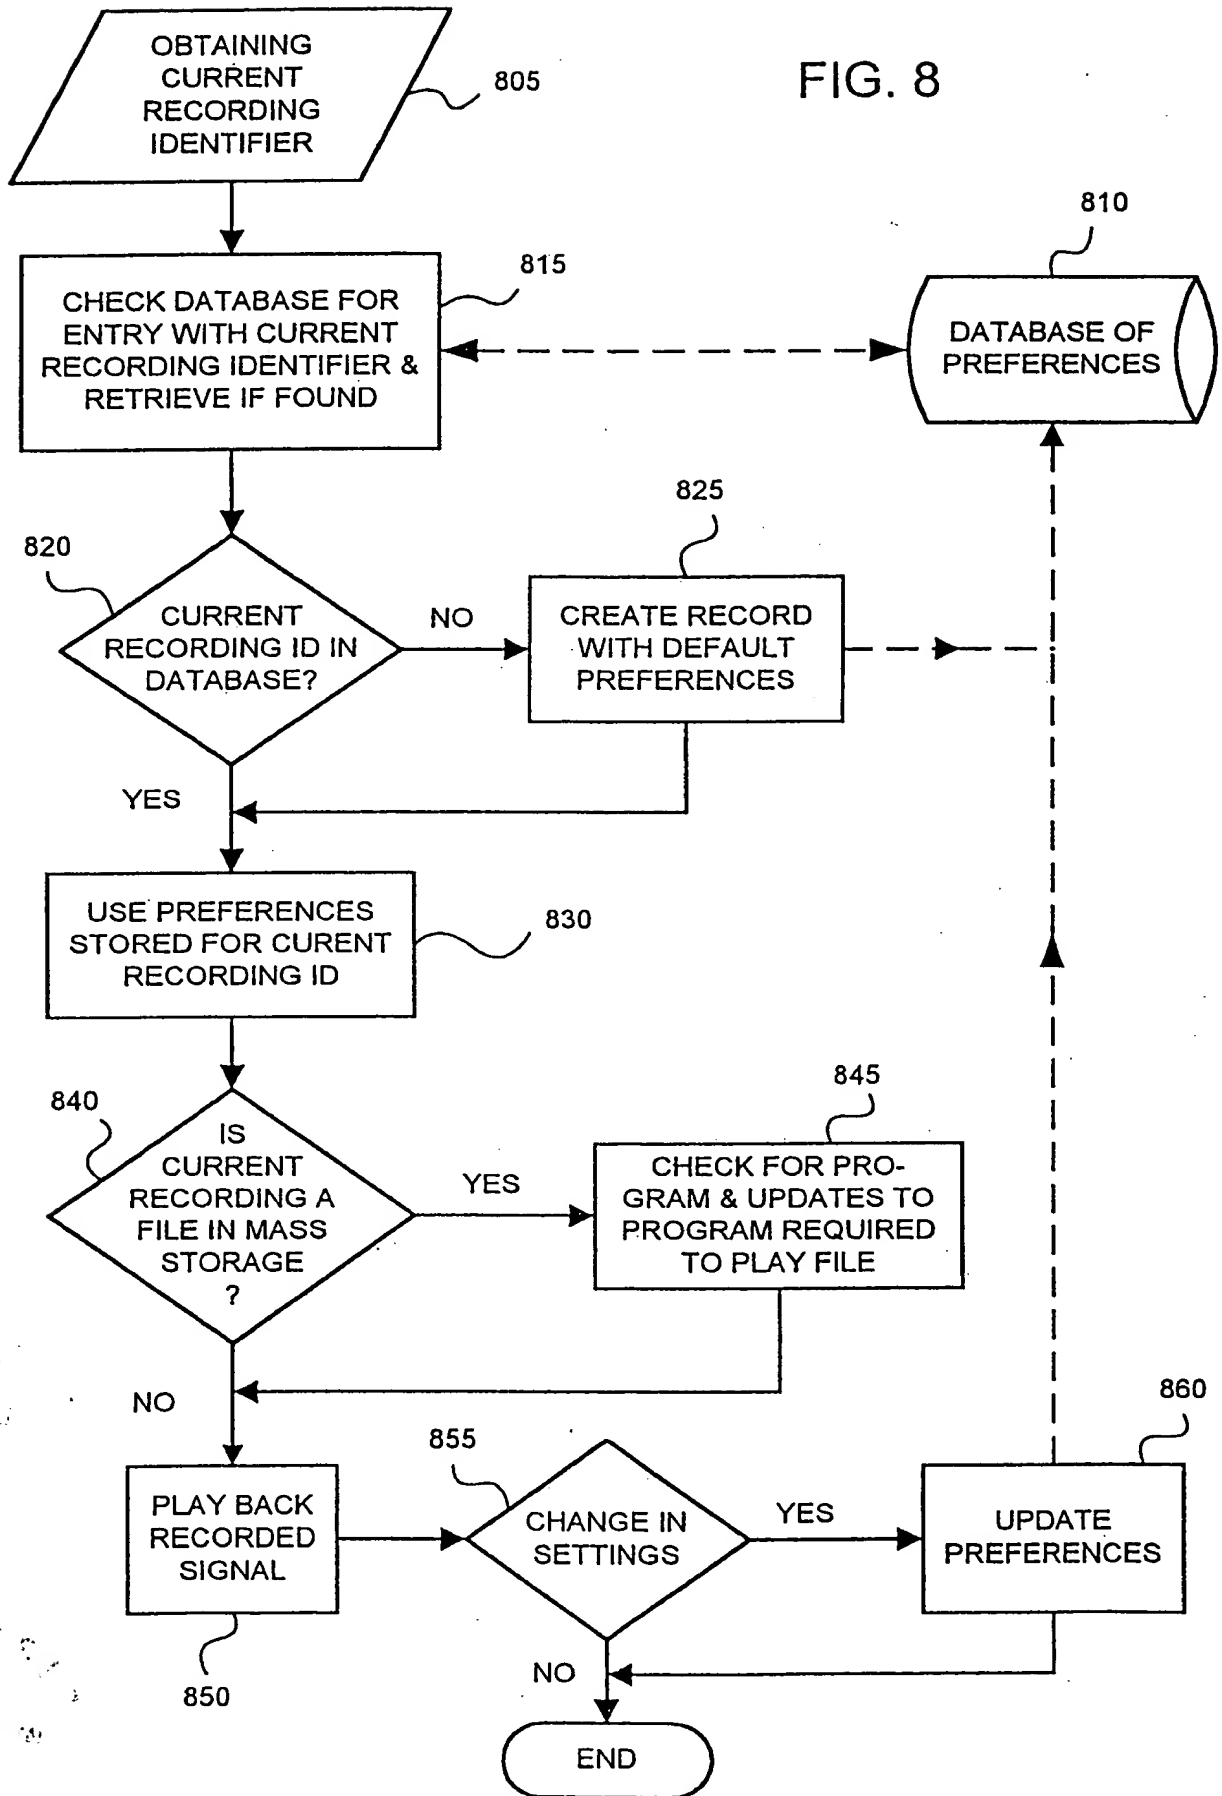 OBTAINING
CURRENT
RECORDING
IDENTIFIER
805
FIG. 8
810
815
CHECK DATABASE FOR
ENTRY WITH CURRENT
RECORDING IDENTIFIER &
RETRIEVE IF FOUND
DATABASE OF
PREFERENCES
820
825
CURRENT
RECORDING ID IN
DATABASE?
NO
CREATE RECORD
WITH DEFAULT
PREFERENCES
YES
USE PREFERENCES
STORED FOR CURENT
RECORDING ID
830
840
845
IS
CURRENT
RECORDING A
FILE IN MASS
STORAGE
?
YES
CHECK FOR PRO-
GRAM & UPDATES TO
PROGRAM REQUIRED
TO PLAY FILE
NO
860
855
PLAY BACK
RECORDED
SIGNAL
CHANGE IN
SETTINGS
YES
UPDATE
PREFERENCES
850
NO
END